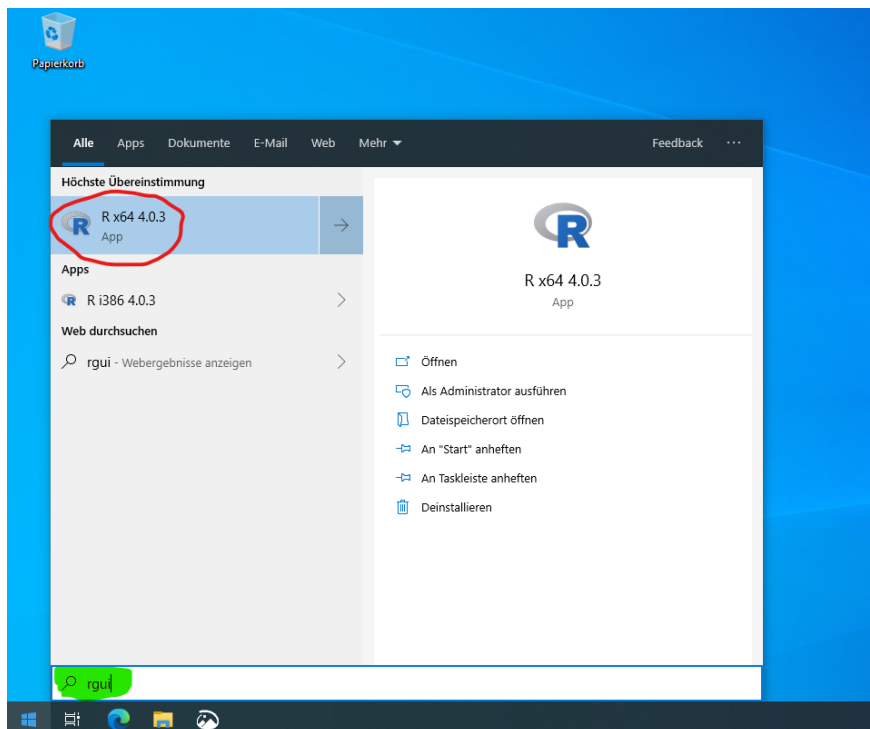 Papierkorb
Alle Apps Dokumente E-Mail Web Mehr Feedback ...
Höchste Übereinstimmung
R x64 4.0.3
App
Apps
R i386 4.0.3
Web durchsuchen
rgui - Webergebnisse anzeigen
R x64 4.0.3
App
Öffnen
Als Administrator ausführen
Dateispeicherort öffnen
An "Start" anheften
An Taskleiste anheften
Deinstallieren
rgui